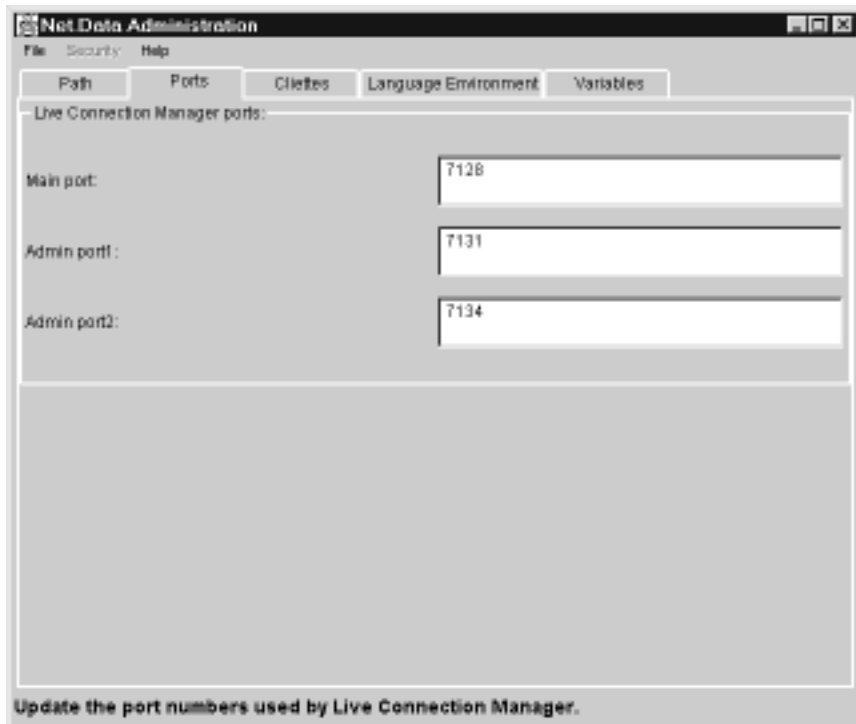 Net.Data Administration
File Security Help
Path Ports Cliettes Language Environment Variables
Live Connection Manager ports:
Main port: 7128
Admin port1: 7131
Admin port2: 7134
Update the port numbers used by Live Connection Manager.